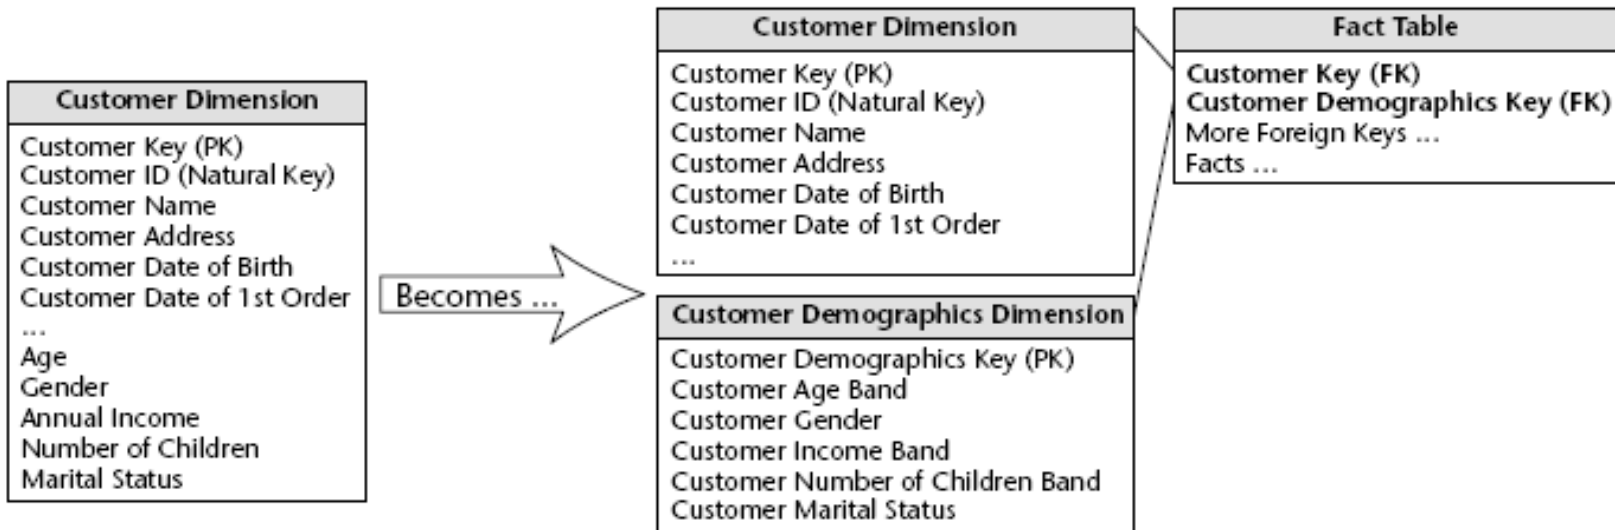 Customer Dimension
Customer Key (PK)
Customer ID (Natural Key)
Customer Name
Customer Address
Customer Date of Birth
Customer Date of 1st Order
...
Age
Gender
Annual Income
Number of Children
Marital Status
Becomes ...
Customer Dimension
Customer Key (PK)
Customer ID (Natural Key)
Customer Name
Customer Address
Customer Date of Birth
Customer Date of 1st Order
...
Customer Demographics Dimension
Customer Demographics Key (PK)
Customer Age Band
Customer Gender
Customer Income Band
Customer Number of Children Band
Customer Marital Status
Fact Table
Customer Key (FK)
Customer Demographics Key (FK)
More Foreign Keys ...
Facts ...